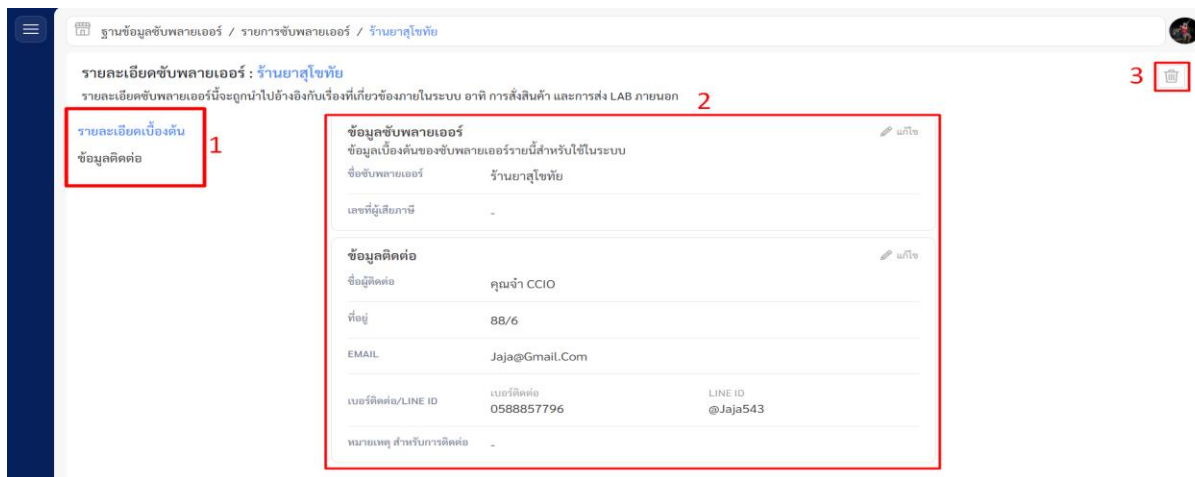 ฐานข้อมูลซับพลายเออร์ / รายการซับพลายเออร์ / ร้านยาสุโขทัย
รายละเอียดซับพลายเออร์ : ร้านยาสุโขทัย
3
รายละเอียดซับพลายเออร์นี้จะถูกนำไปอ้างอิงกับเรื่องที่เกี่ยวข้องภายในระบบ อาทิ การสั่งสินค้า และการส่ง LAB ภายนอก
2
รายละเอียดเบื้องต้น
ข้อมูลติดต่อ
1
ข้อมูลซับพลายเออร์
แก้ไข
ข้อมูลเบื้องต้นของซับพลายเออร์รายนี้สำหรับใช้ในระบบ
ชื่อซับพลายเออร์ ร้านยาสุโขทัย
เลขที่ผู้เสียภาษี -
ข้อมูลติดต่อ
แก้ไข
ชื่อผู้ติดต่อ คุณจ๋า CCIO
ที่อยู่ 88/6
EMAIL Jaja@Gmail.Com
เบอร์ติดต่อ LINE ID
เบอร์ติดต่อ/LINE ID 0588857796 @Jaja543
หมายเหตุ สำหรับการติดต่อ -